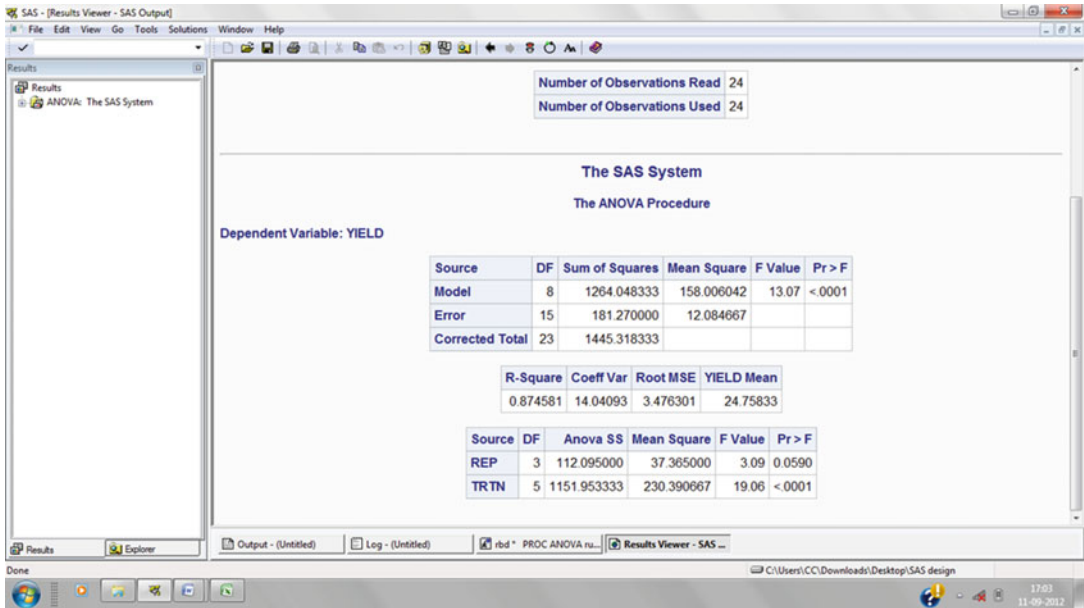 SAS - [Results Viewer - SAS Output]
File Edit View Go Tools Solutions Window Help
Results
Results
ANOVA: The SAS System
Number of Observations Read 24
Number of Observations Used 24
The SAS System
The ANOVA Procedure
Dependent Variable: YIELD
Source DF Sum of Squares Mean Square F Value Pr > F
Model 8 1264.048333 158.006042 13.07 <.0001
Error 15 181.270000 12.084667
Corrected Total 23 1445.318333
R-Square Coeff Var Root MSE YIELD Mean
0.874581 14.04093 3.476301 24.75833
Source DF Anova SS Mean Square F Value Pr > F
REP 3 112.095000 37.365000 3.09 0.0590
TRTN 5 1151.953333 230.390667 19.06 <.0001
Results Explorer Output - (Untitled) Log - (Untitled) rbd * PROC ANOVA ru... Results Viewer - SAS ...
Done C:\Users\CC\Downloads\Desktop\SAS design
17:03
11-09-2012